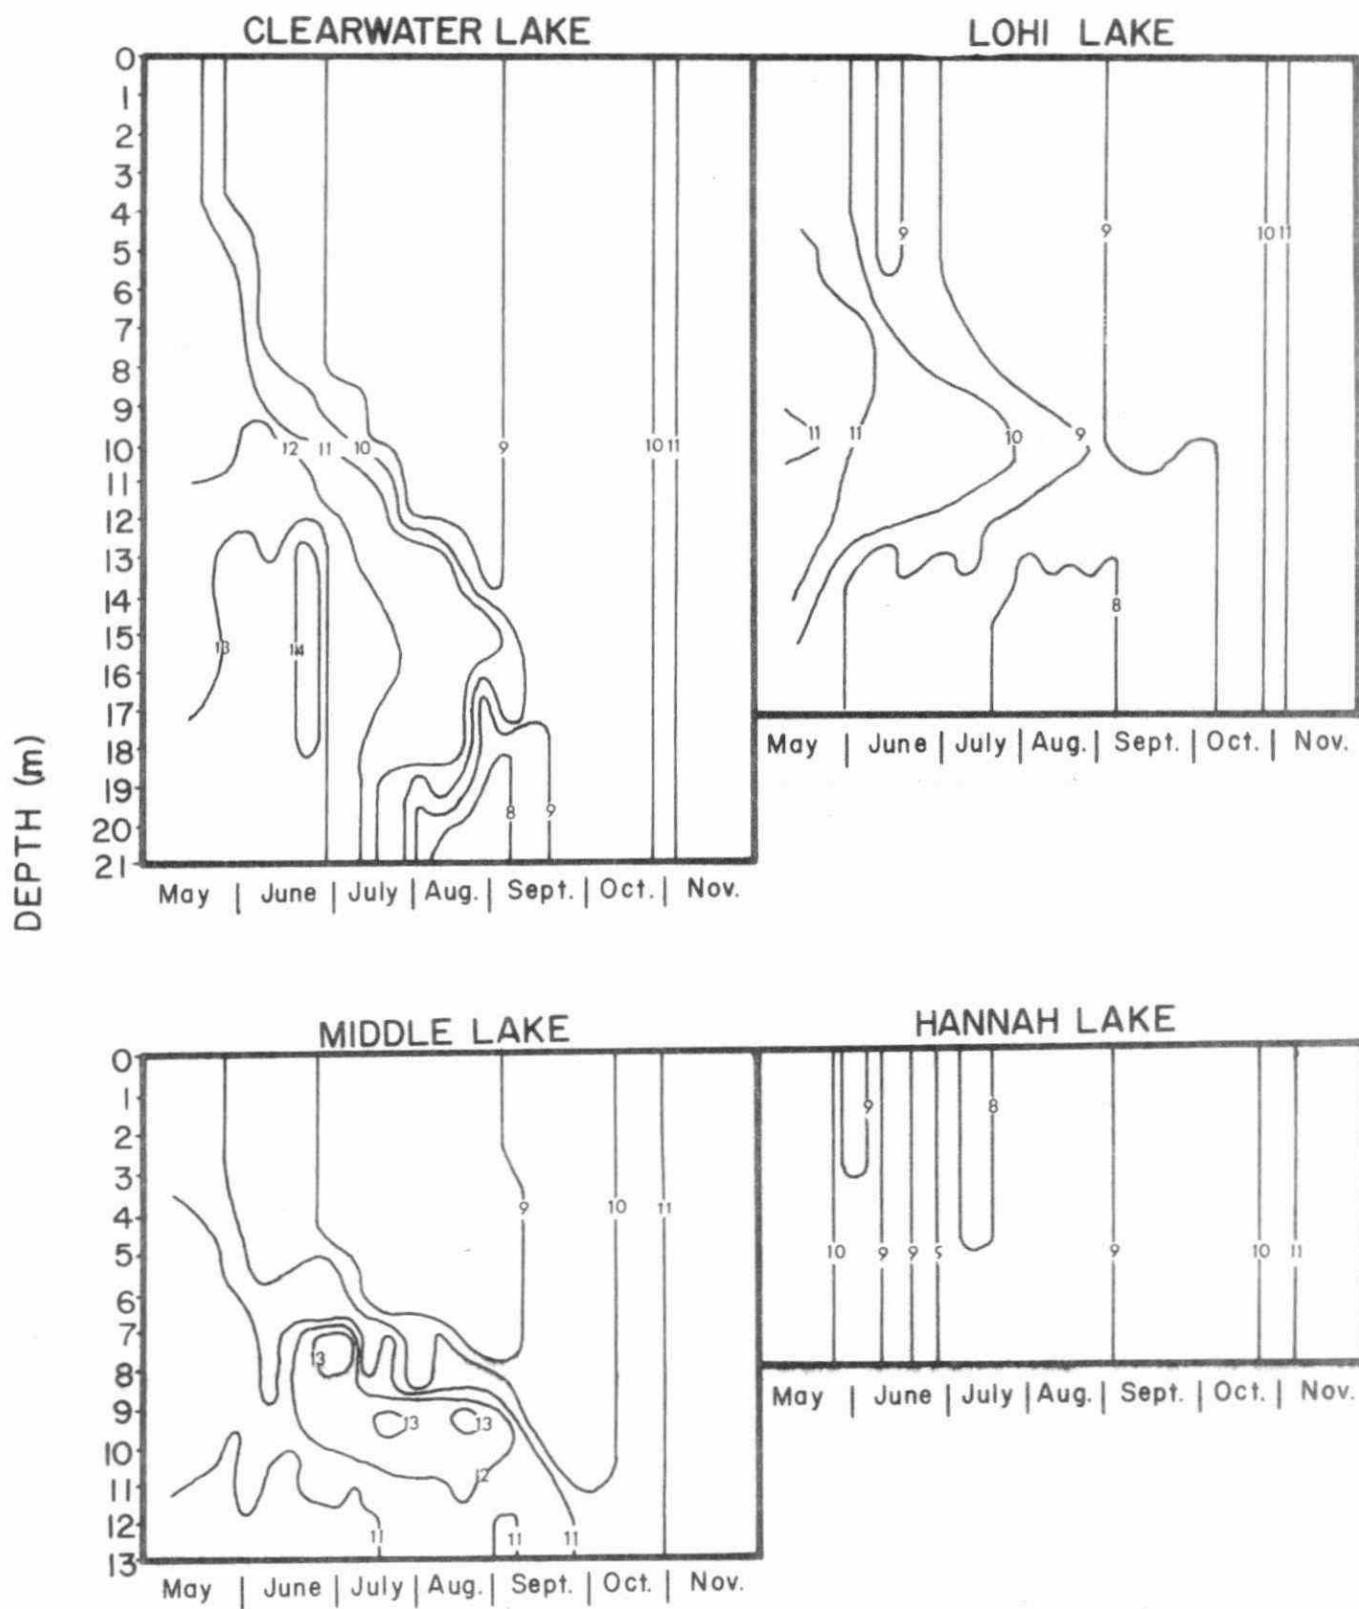 CLEARWATER LAKE
0
1
2
3
4
5
6
7
8
9
10
11
12
13
14
15
16
17
18
19
20
21
12 11 10 9 10 11
13
14
8 9
May | June | July | Aug. | Sept. | Oct. | Nov.
LOHI LAKE
9 9 10 11
11 11 10 9
8
May | June | July | Aug. | Sept. | Oct. | Nov.
DEPTH (m)
MIDDLE LAKE
0
1
2
3
4
5
6
7
8
9
10
11
12
13
9 10 11
13
13 13
12
11 11 11
May | June | July | Aug. | Sept. | Oct. | Nov.
HANNAH LAKE
9 8
10 9 9 9 9 10 11
May | June | July | Aug. | Sept. | Oct. | Nov.